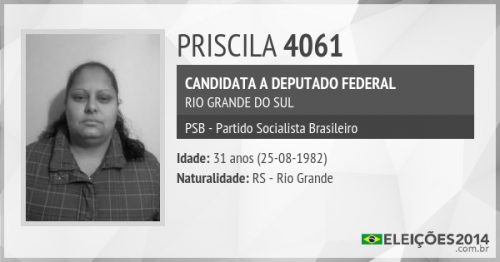 PRISCILA 4061
CANDIDATA A DEPUTADO FEDERAL
RIO GRANDE DO SUL
PSB - Partido Socialista Brasileiro
Idade: 31 anos (25-08-1982)
Naturalidade: RS - Rio Grande
ELEIÇÕES2014
.com.br